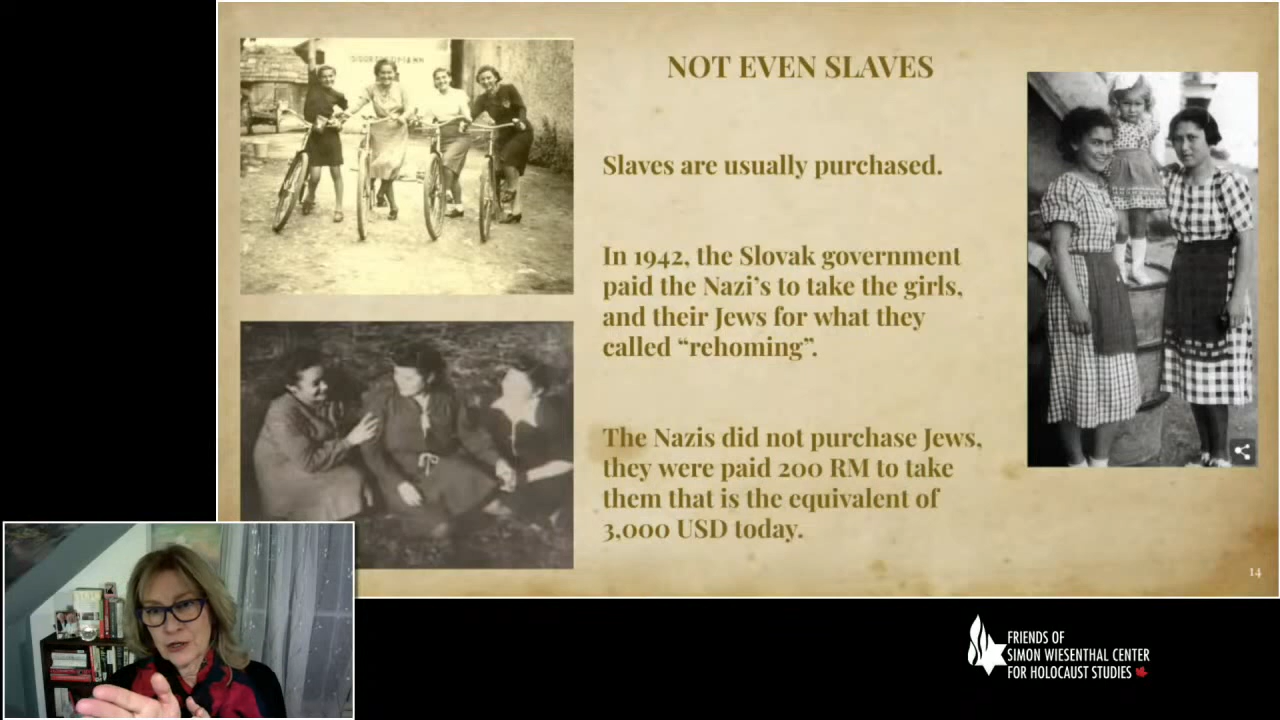 NOT EVEN SLAVES
Slaves are usually purchased.
In 1942, the Slovak government
paid the Nazi’s to take the girls,
and their Jews for what they
called “rehoming”.
The Nazis did not purchase Jews,
they were paid 200 RM to take
them that is the equivalent of
3,000 USD today.
14
FRIENDS OF
SIMON WIESENTHAL CENTER
FOR HOLOCAUST STUDIES